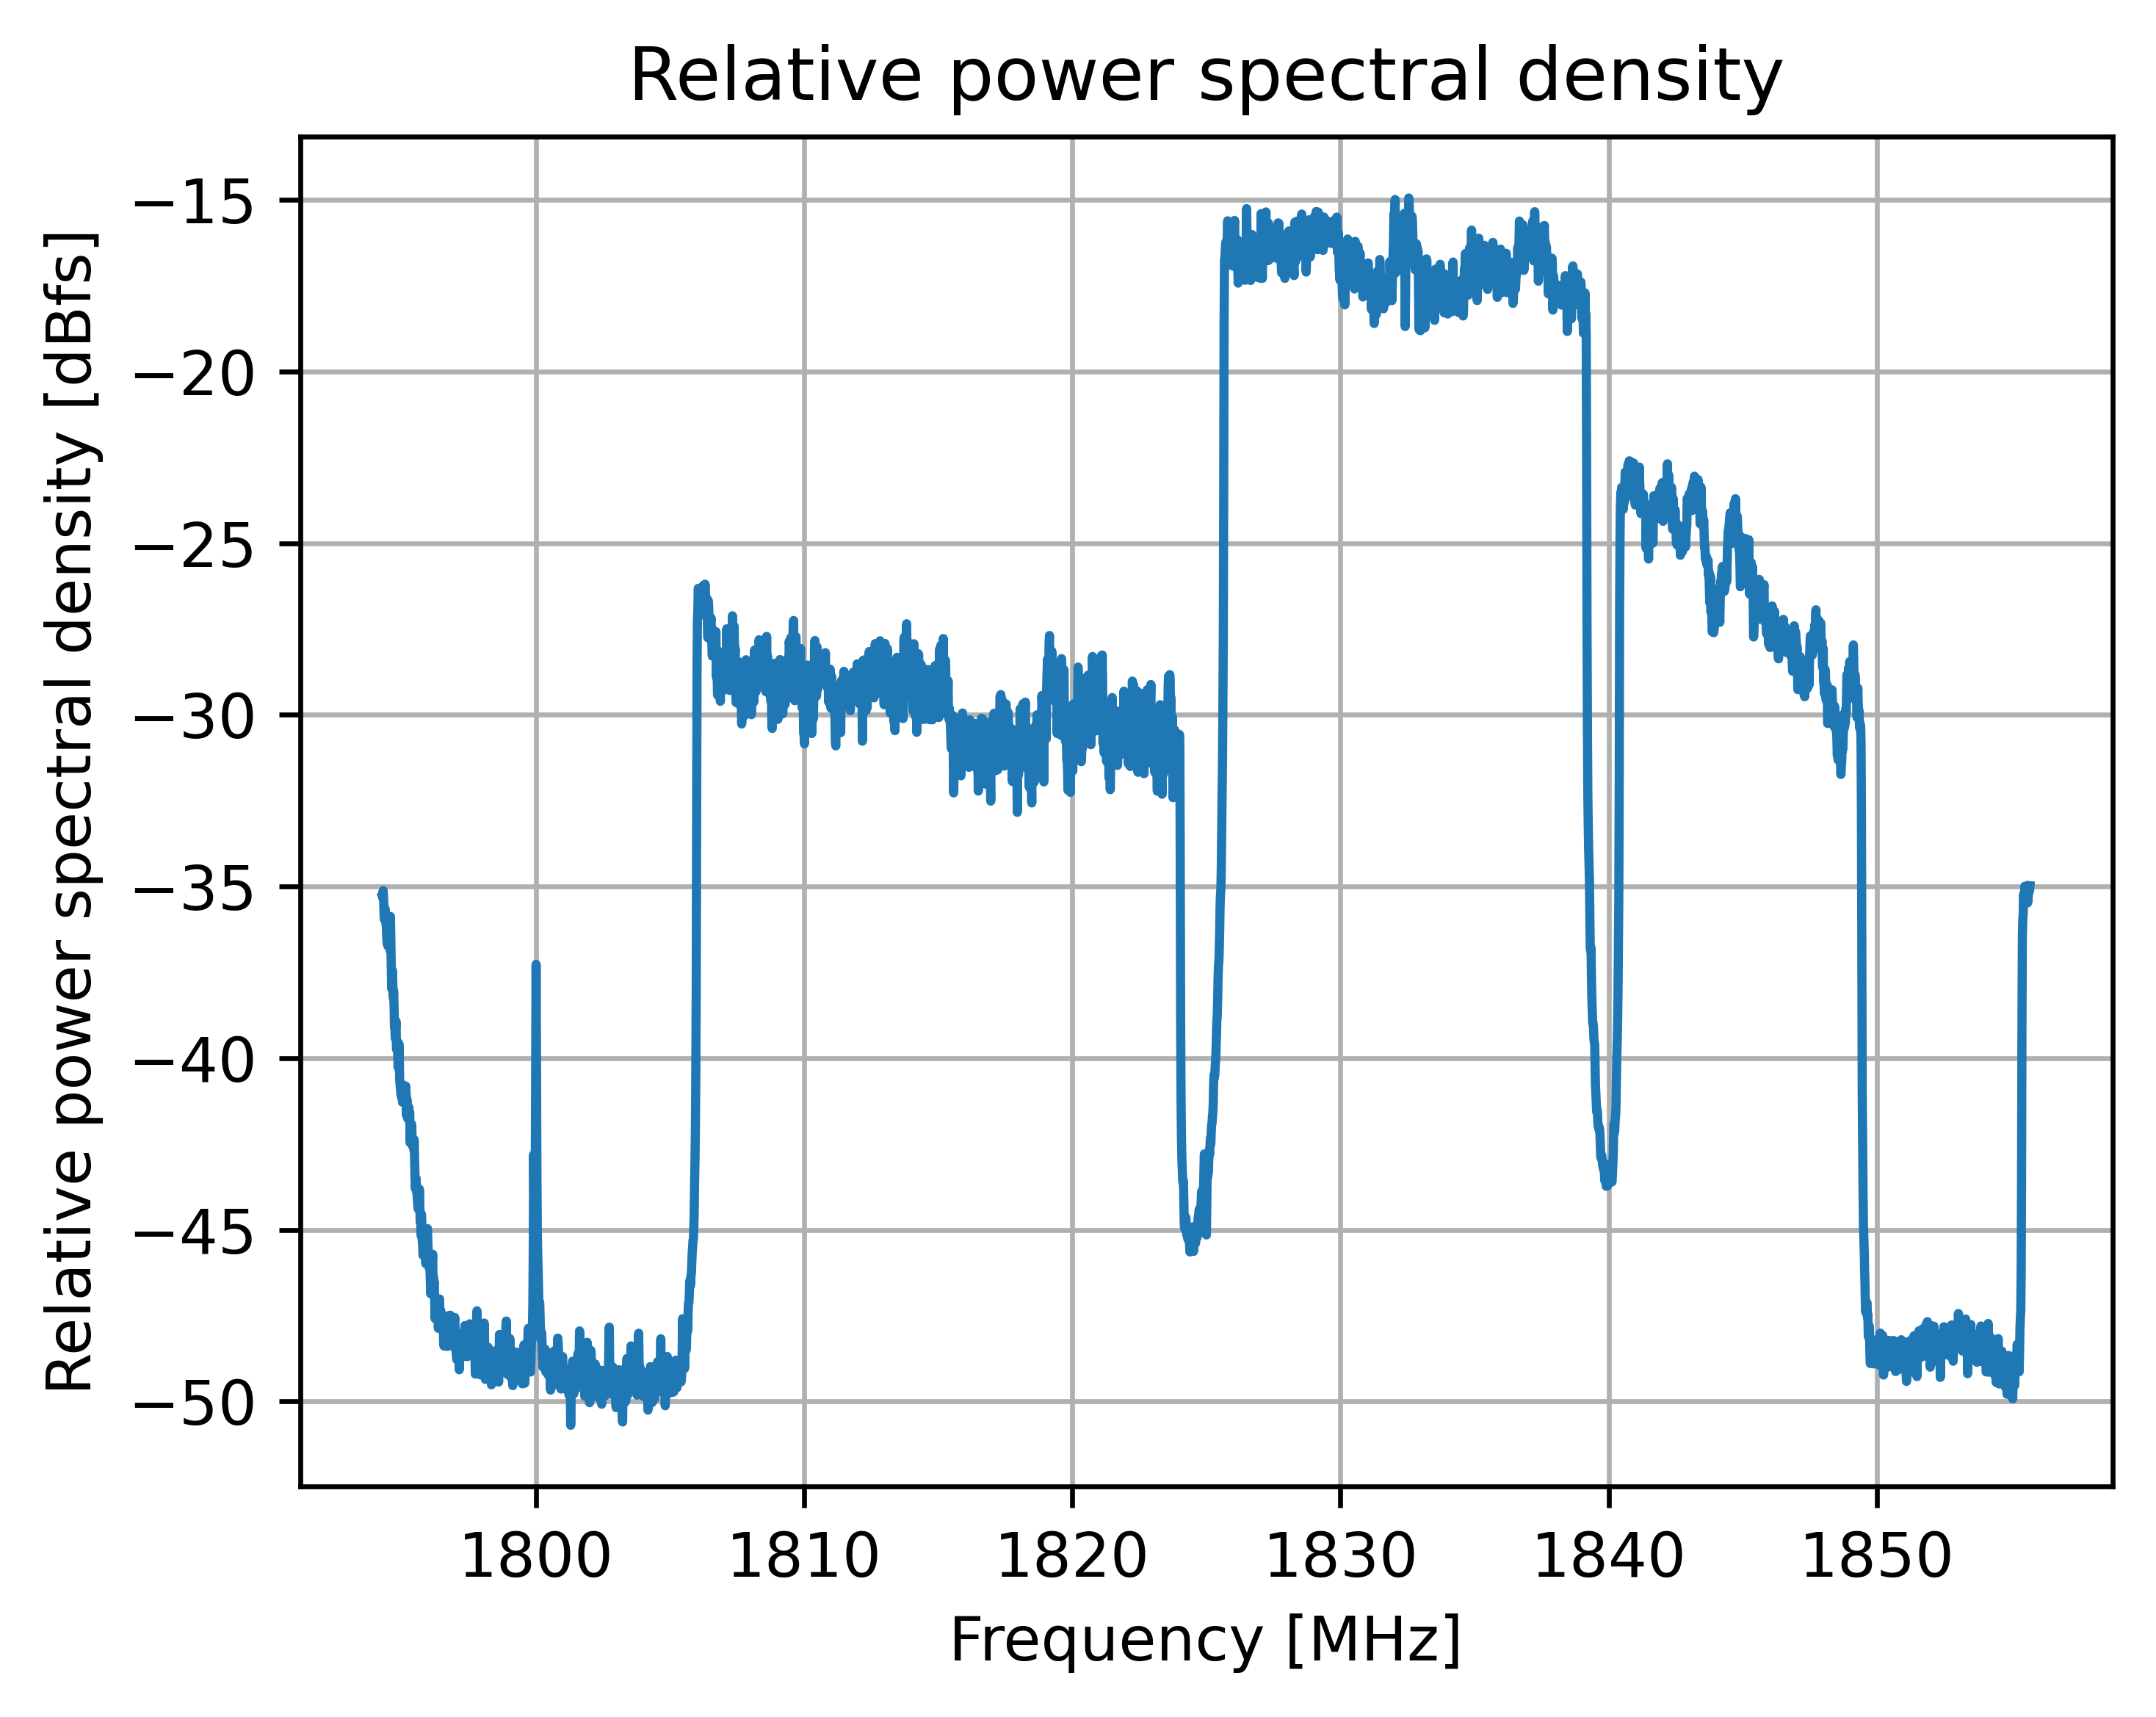 Relative power spectral density
Relative power spectral density [dBfs]
−15
−20
−25
−30
−35
−40
−45
−50
1800 1810 1820 1830 1840 1850
Frequency [MHz]